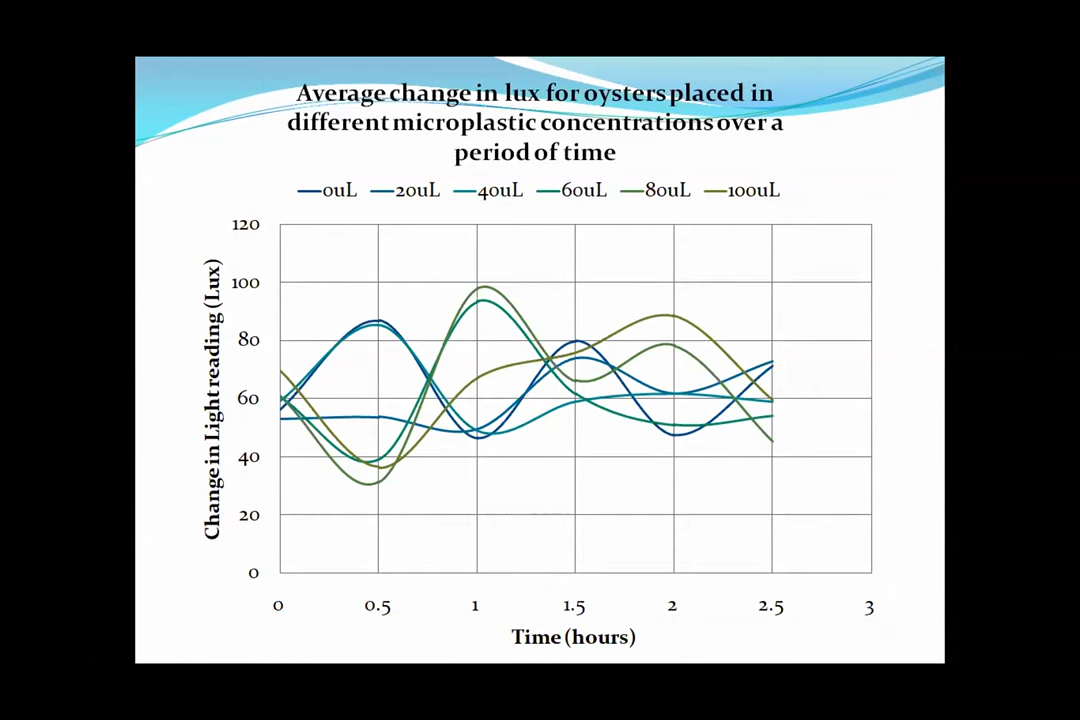 Average change in lux for oysters placed in
different microplastic concentrations over a
period of time
0uL 20uL 40uL 60uL 80uL 100uL
120
100
80
60
40
20
0
Change in Light reading (Lux)
0 0.5 1 1.5 2 2.5 3
Time (hours)